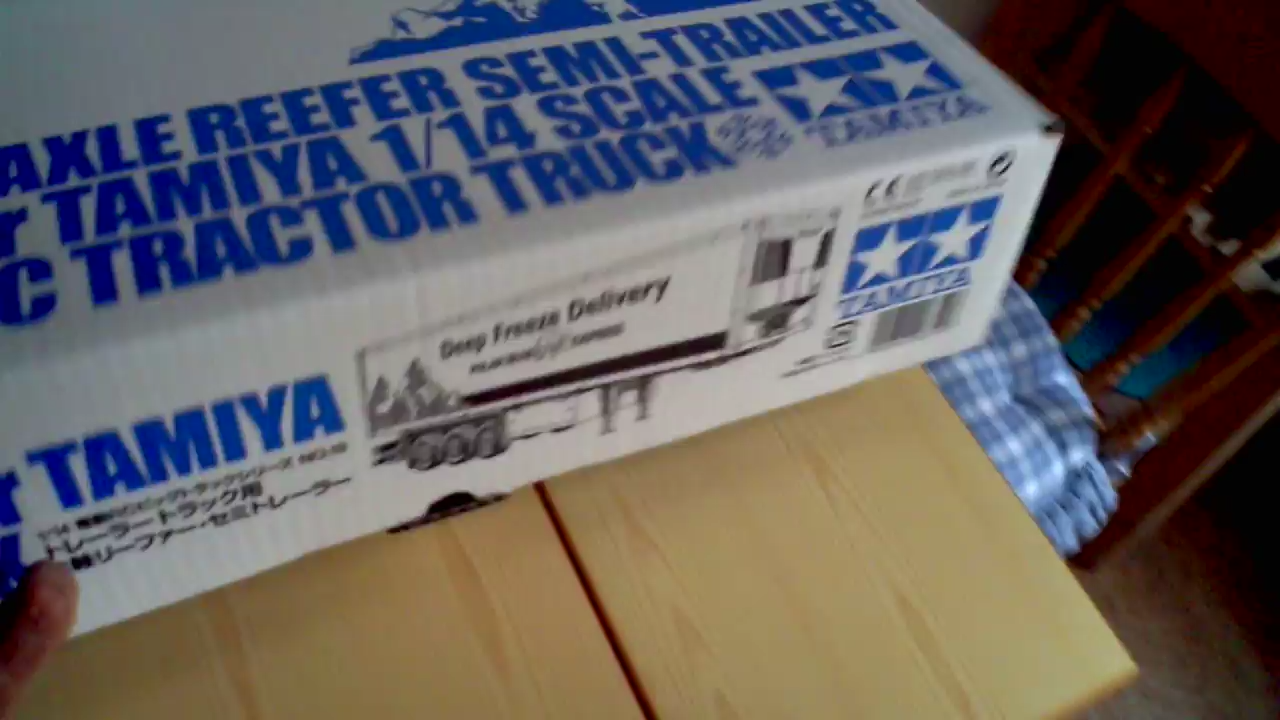 AXLE REEFER SEMI-TRAILER
r TAMIYA 1/14 SCALE
C TRACTOR TRUCK
TAMIYA
CE
TAMIYA
Deep Freeze Delivery
r TAMIYA
トレーラートラック用
軸リーファー・セミトレーラー